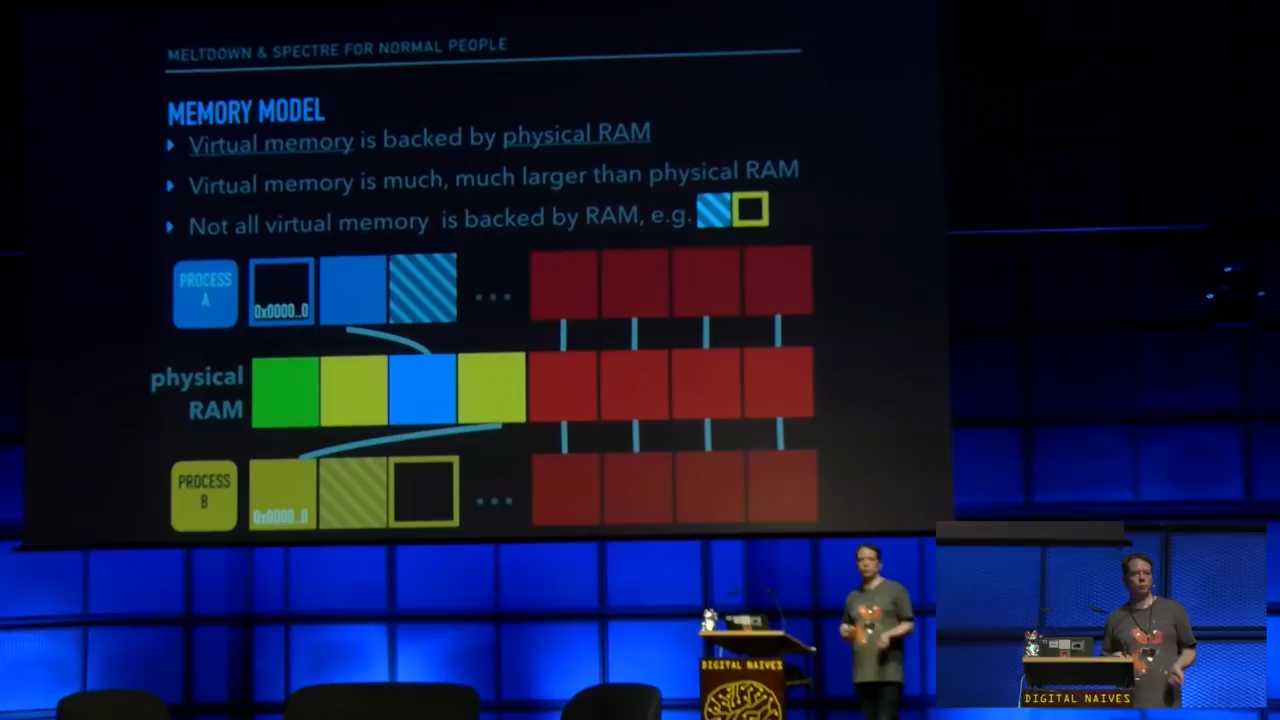 MELTDOWN & SPECTRE FOR NORMAL PEOPLE
MEMORY MODEL
Virtual memory is backed by physical RAM
Virtual memory is much, much larger than physical RAM
Not all virtual memory is backed by RAM, e.g.
PROCESS
A
0x0000..0
...
physical
RAM
PROCESS
B
0x0000..0
...
DIGITAL NAIVES
DIGITAL NAIVES